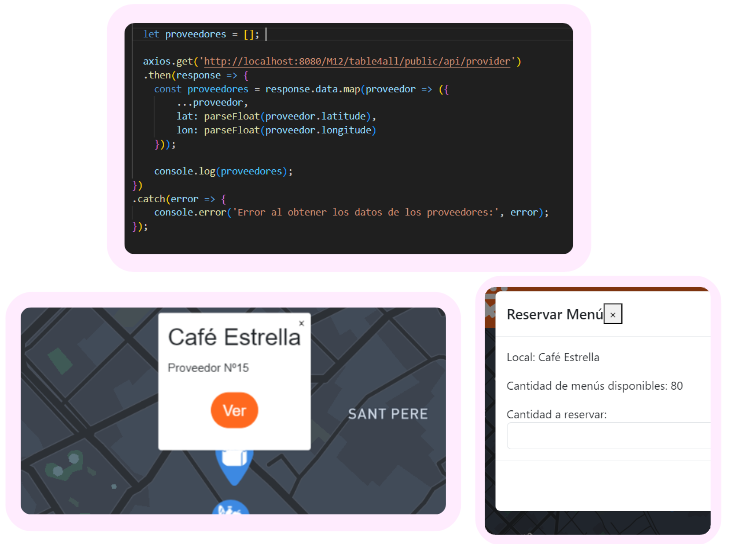 let proveedores = [];
axios.get('http://localhost:8080/M12/table4all/public/api/provider')
.then(response => {
const proveedores = response.data.map(proveedor => ({
...proveedor,
lat: parseFloat(proveedor.latitude),
lon: parseFloat(proveedor.longitude)
}));
console.log(proveedores);
})
.catch(error => {
console.error('Error al obtener los datos de los proveedores:', error);
});
Café Estrella
×
Proveedor Nº15
Ver
SANT PERE
Reservar Menú
×
Local: Café Estrella
Cantidad de menús disponibles: 80
Cantidad a reservar: